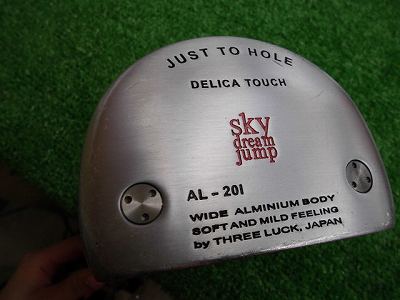 JUST TO HOLE
DELICA TOUCH
sky
dream
jump
AL-201
WIDE ALMINIUM BODY
SOFT AND MILD FEELING
by THREE LUCK, JAPAN